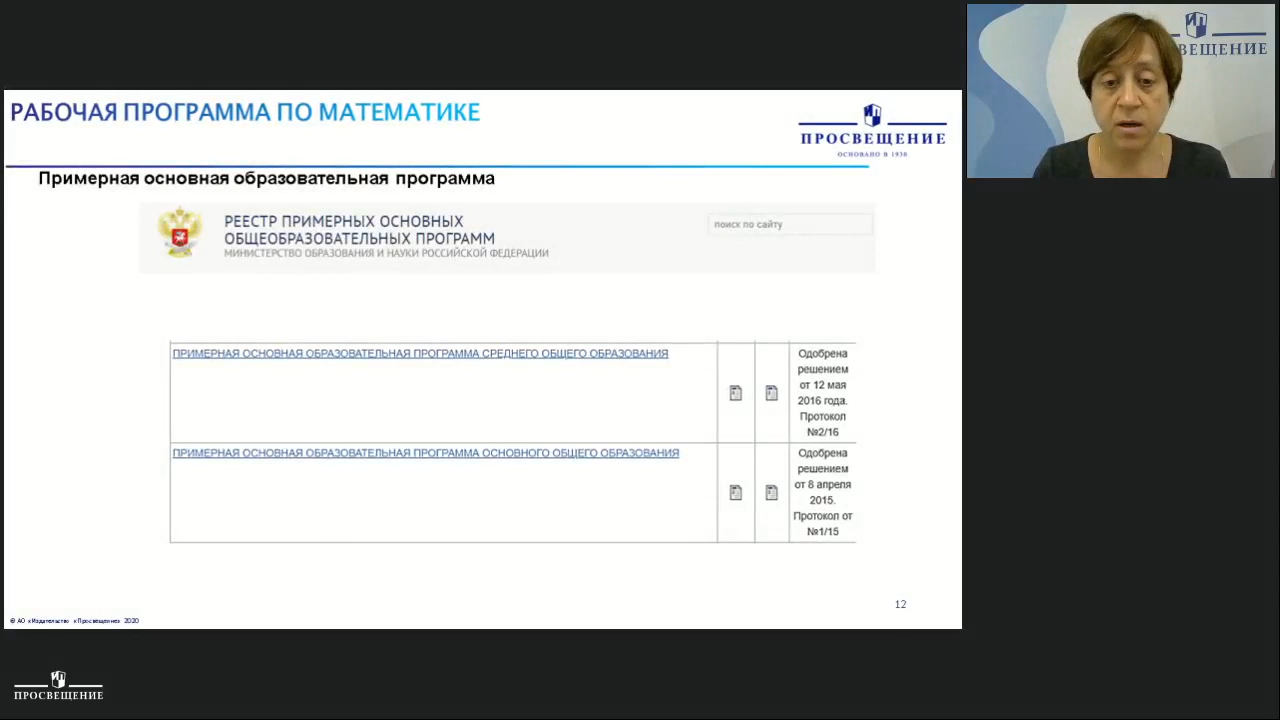 РАБОЧАЯ ПРОГРАММА ПО МАТЕМАТИКЕ
ПРОСВЕЩЕНИЕ
ОСНОВАНО В 1930
Примерная основная образовательная программа
РЕЕСТР ПРИМЕРНЫХ ОСНОВНЫХ
ОБЩЕОБРАЗОВАТЕЛЬНЫХ ПРОГРАММ
МИНИСТЕРСТВО ОБРАЗОВАНИЯ И НАУКИ РОССИЙСКОЙ ФЕДЕРАЦИИ
поиск по сайту
ПРИМЕРНАЯ ОСНОВНАЯ ОБРАЗОВАТЕЛЬНАЯ ПРОГРАММА СРЕДНЕГО ОБЩЕГО ОБРАЗОВАНИЯ
Одобрена
решением
от 12 мая
2016 года.
Протокол
№2/16
ПРИМЕРНАЯ ОСНОВНАЯ ОБРАЗОВАТЕЛЬНАЯ ПРОГРАММА ОСНОВНОГО ОБЩЕГО ОБРАЗОВАНИЯ
Одобрена
решением
от 8 апреля
2015.
Протокол от
№1/15
12
© АО «Издательство «Просвещение» 2020
ПРОСВЕЩЕНИЕ
СВЕЩЕНИЕ